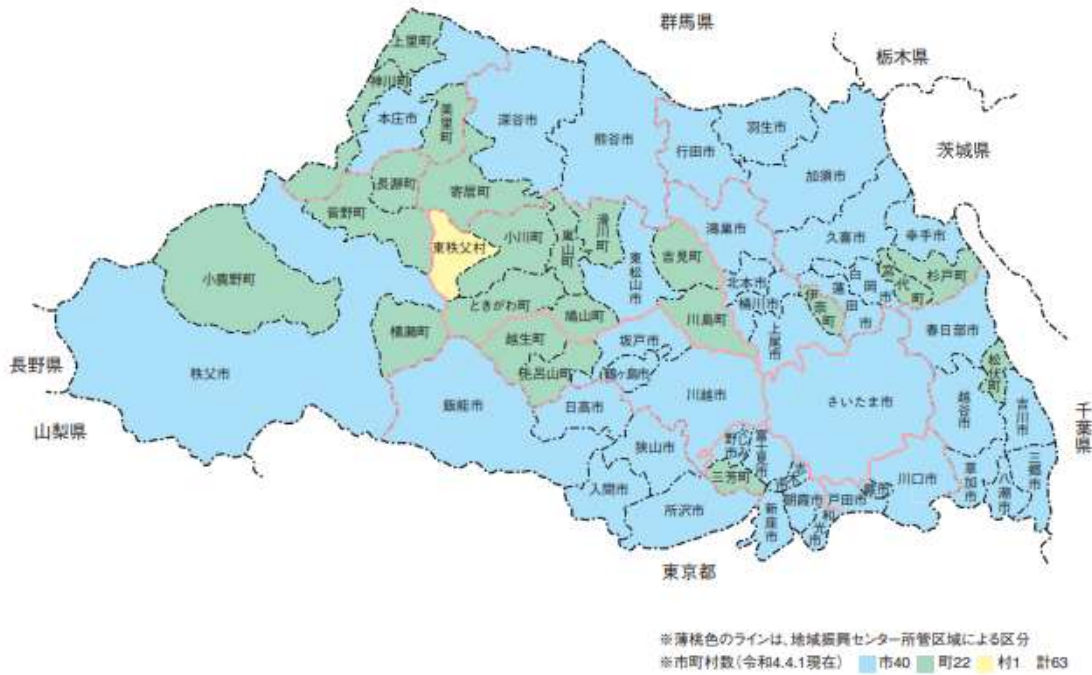 群馬県
栃木県
茨城県
千葉県
東京都
山梨県
長野県
上里町
神川町
本庄市
美里町
深谷市
熊谷市
行田市
羽生市
加須市
長瀞町
皆野町
寄居町
小鹿野町
秩父市
横瀬町
東秩父村
小川町
嵐山町
滑川町
東松山市
吉見町
ときがわ町
鳩山町
川島町
鴻巣市
北本市
桶川市
上尾市
伊奈町
蓮田市
白岡市
宮代町
久喜市
幸手市
杉戸町
春日部市
松伏町
越谷市
吉川市
三郷市
八潮市
草加市
川口市
さいたま市
戸田市
蕨市
和光市
朝霞市
志木市
新座市
富士見市
ふじみ野市
三芳町
所沢市
入間市
狭山市
川越市
坂戸市
鶴ヶ島市
日高市
毛呂山町
越生町
飯能市
※薄桃色のラインは、地域振興センター所管区域による区分
※市町村数(令和4.4.1現在) 市40 町22 村1 計63